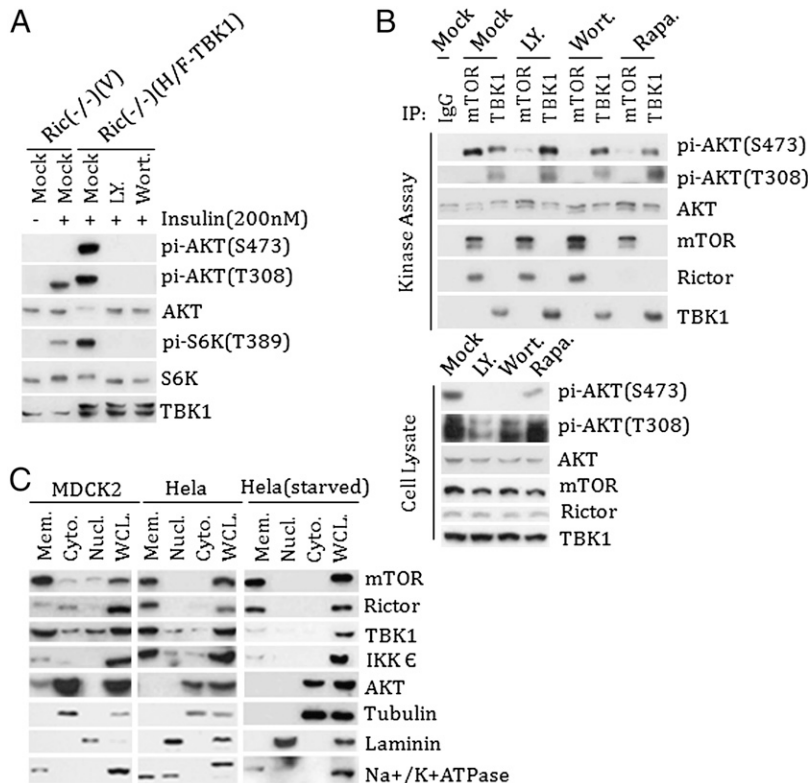 A
Ric(-/-)(V)
Ric(-/-)(H/F-TBK1)
Mock
Mock
Mock
LY.
Wort.
- + + + + Insulin(200nM)
pi-AKT(S473)
pi-AKT(T308)
AKT
pi-S6K(T389)
S6K
TBK1
B
Mock
Mock
LY.
Wort.
Rapa.
IP: IgG mTOR TBK1 mTOR TBK1 mTOR TBK1 mTOR TBK1
Kinase Assay
pi-AKT(S473)
pi-AKT(T308)
AKT
mTOR
Rictor
TBK1
Mock LY. Wort. Rapa.
Cell Lysate
pi-AKT(S473)
pi-AKT(T308)
AKT
mTOR
Rictor
TBK1
C
MDCK2 Hela Hela(starved)
Mem. Cyto. Nucl. WCL. Mem. Nucl. Cyto. WCL. Mem. Nucl. Cyto. WCL.
mTOR
Rictor
TBK1
IKK Є
AKT
Tubulin
Laminin
Na+/K+ATPase